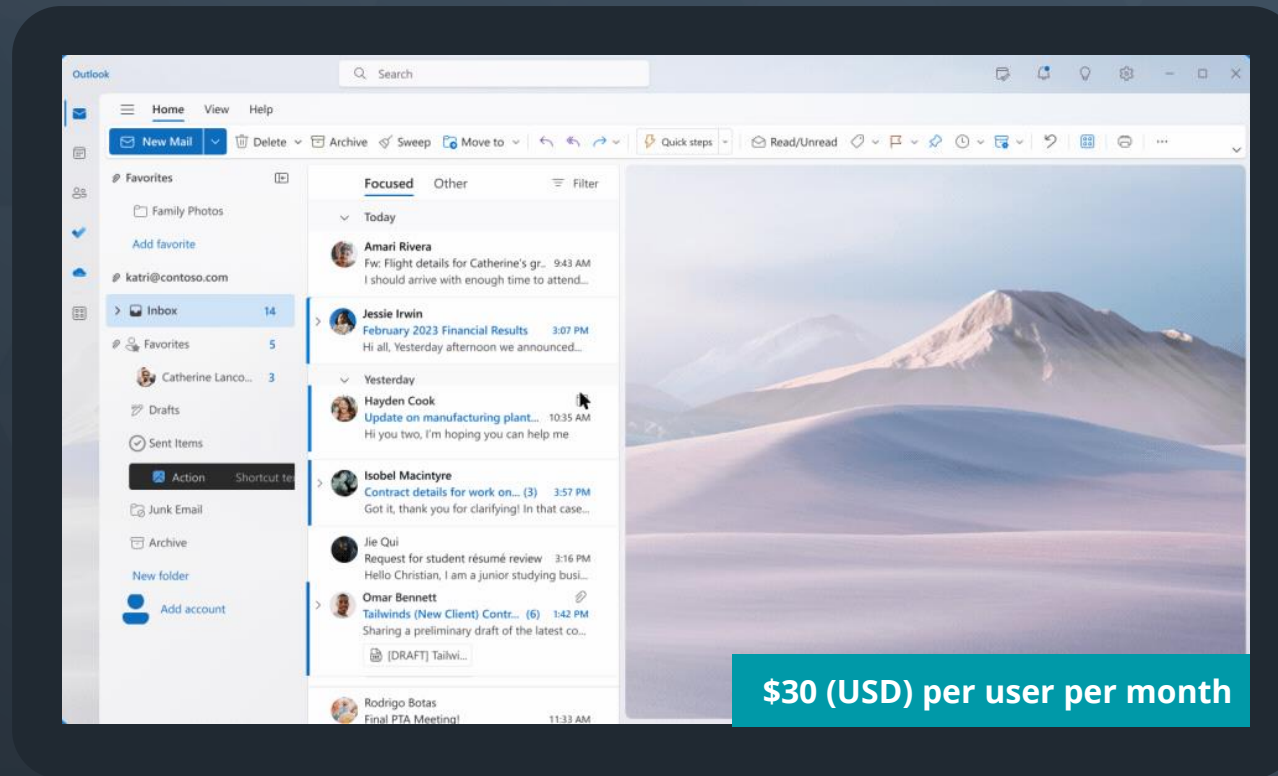 Outlook
Search
Home View Help
New Mail Delete Archive Sweep Move to Quick steps Read/Unread
Favorites
Family Photos
Add favorite
katri@contoso.com
Inbox 14
Favorites 5
Catherine Lanco... 3
Drafts
Sent Items
Action Shortcut
Junk Email
Archive
New folder
Add account
Focused Other Filter
Today
Amari Rivera
Fw: Flight details for Catherine's gr... 9:43 AM
I should arrive with enough time to attend...
Jessie Irwin
February 2023 Financial Results 3:07 PM
Hi all, Yesterday afternoon we announced...
Yesterday
Hayden Cook
Update on manufacturing plant... 10:35 AM
Hi you two, I'm hoping you can help me
Isobel Macintyre
Contract details for work on... (3) 3:57 PM
Got it, thank you for clarifying! In that case...
Jie Qui
Request for student résumé review 3:16 PM
Hello Christian, I am a junior studying busi...
Omar Bennett
Tailwinds (New Client) Contr... (6) 1:42 PM
Sharing a preliminary draft of the latest co...
[DRAFT] Tailwi...
Rodrigo Botas
Final PTA Meeting! 11:33 AM
$30 (USD) per user per month